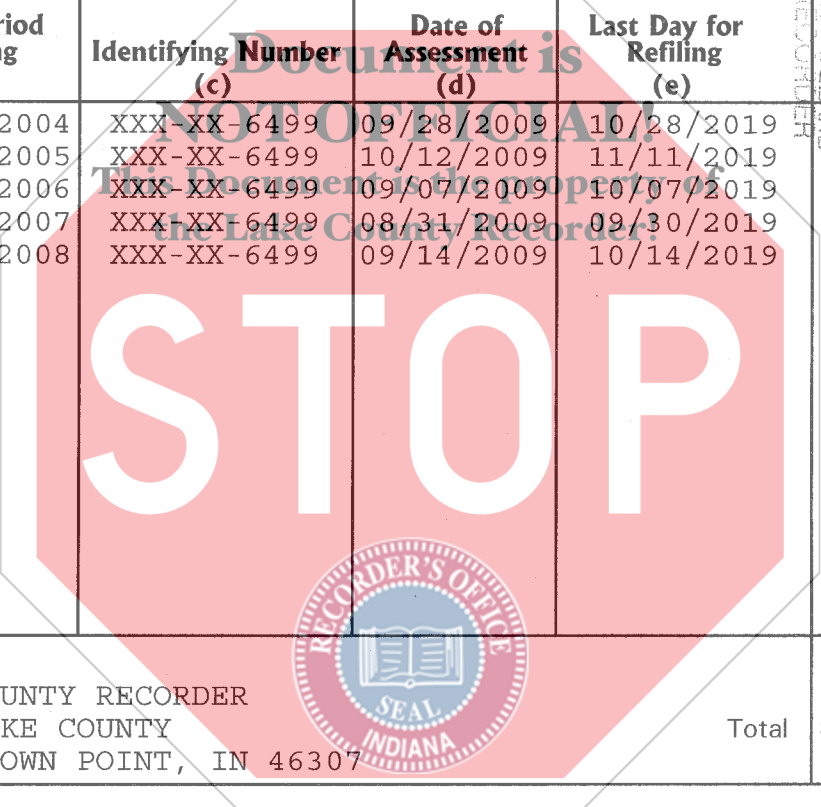 riod Date of Last Day for
ng Identifying Number Assessment Refiling
(c) (d) (e)
Document is
NOT OFFICIAL!
This Document is the property of
the Lake County Recorder!
2004 XXX-XX-6499 09/28/2009 10/28/2019
2005 XXX-XX-6499 10/12/2009 11/11/2019
2006 XXX-XX-6499 09/07/2009 10/07/2019
2007 XXX-XX-6499 08/31/2009 09/30/2019
2008 XXX-XX-6499 09/14/2009 10/14/2019
STOP
RECORDER'S OFFICE
SEAL
INDIANA
UNTY RECORDER
KE COUNTY Total
OWN POINT, IN 46307
RECORDER